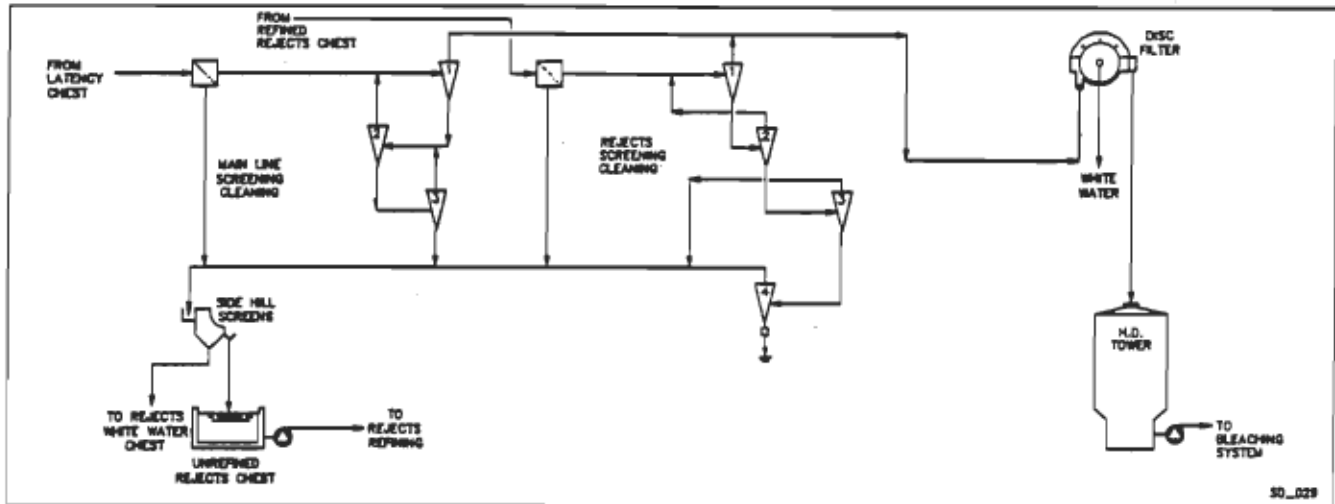 FROM
REFINED
REJECTS CHEST
FROM
LATENCY
CHEST
1
1
DISC
FILTER
2
2
MAIN LINE
SCREENING
CLEANING
REJECTS
SCREENING
CLEANING
WHITE
WATER
3
3
4
SIDE HILL
SCREENS
H.D.
TOWER
TO REJECTS
WHITE WATER
CHEST
TO
REJECTS
REFINING
UNREFINED
REJECTS CHEST
TO
BLEACHING
SYSTEM
SD_029